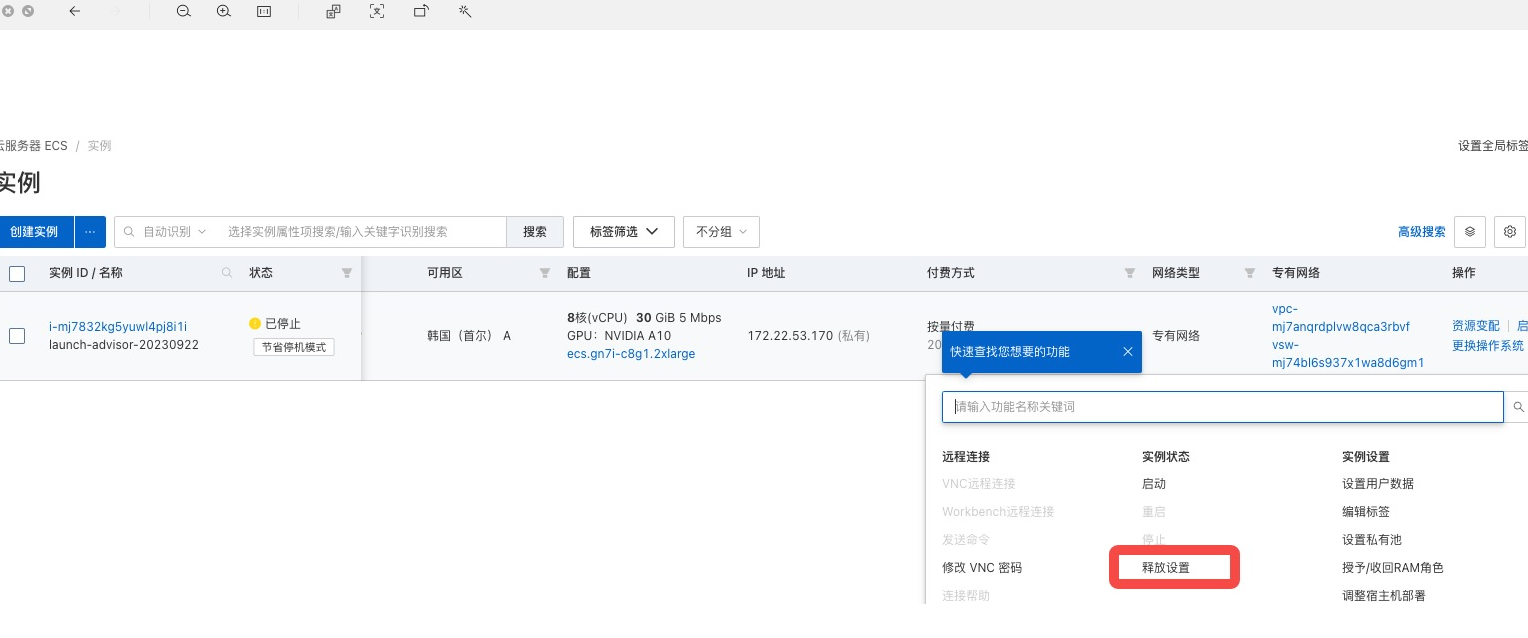 云服务器 ECS / 实例
设置全局标签
实例
创建实例 ... 自动识别 选择实例属性项搜索/输入关键字识别搜索 搜索 标签筛选 不分组 高级搜索
实例 ID / 名称 状态 可用区 配置 IP 地址 付费方式 网络类型 专有网络 操作
i-mj7832kg5yuwl4pj8i1i
launch-advisor-20230922
已停止
节省停机模式
韩国（首尔） A
8核(vCPU) 30 GiB 5 Mbps
GPU：NVIDIA A10
ecs.gn7i-c8g1.2xlarge
172.22.53.170 (私有)
按量付费
20
专有网络
vpc-
mj7anqrdplvw8qca3rbvf
vsw-
mj74bl6s937x1wa8d6gm1
资源变配 启
更换操作系统
快速查找您想要的功能
请输入功能名称关键词
远程连接 实例状态 实例设置
VNC远程连接 启动 设置用户数据
Workbench远程连接 重启 编辑标签
发送命令 停止 设置私有池
修改 VNC 密码 释放设置 授予/收回RAM角色
连接帮助 调整宿主机部署